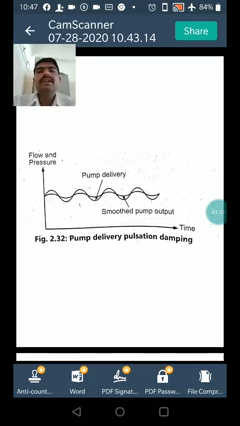 10:47
84%
CamScanner
07-28-2020 10.43.14
Share
Flow and
Pressure
Pump delivery
Smoothed pump output
Time
Fig. 2.32: Pump delivery pulsation damping
Anti-count...
Word
PDF Signat...
PDF Passw...
File Compr...